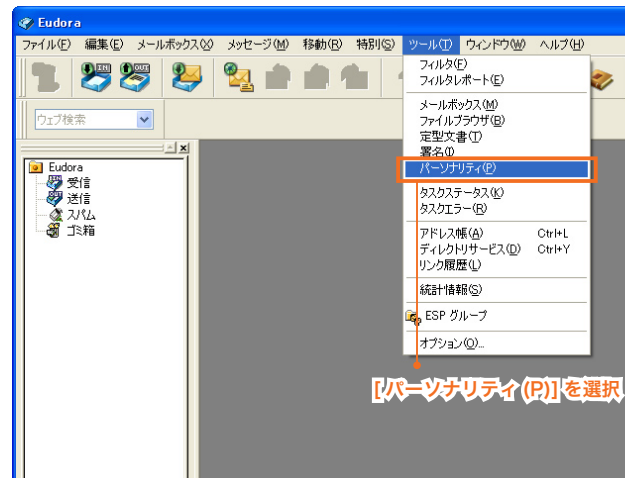 Eudora
ファイル(F) 編集(E) メールボックス(X) メッセージ(M) 移動(R) 特別(S) ツール(T) ウィンドウ(W) ヘルプ(H)
IN OUT
ウェブ検索
Eudora
受信
送信
スパム
ゴミ箱
フィルタ(F)
フィルタレポート(E)
メールボックス(M)
ファイルブラウザ(B)
定型文書(T)
署名(I)
パーソナリティ(P)
タスクステータス(K)
タスクエラー(R)
アドレス帳(A) Ctrl+L
ディレクトリサービス(D) Ctrl+Y
リンク履歴(L)
統計情報(S)
ESP グループ
オプション(O)...
[パーソナリティ(P)]を選択